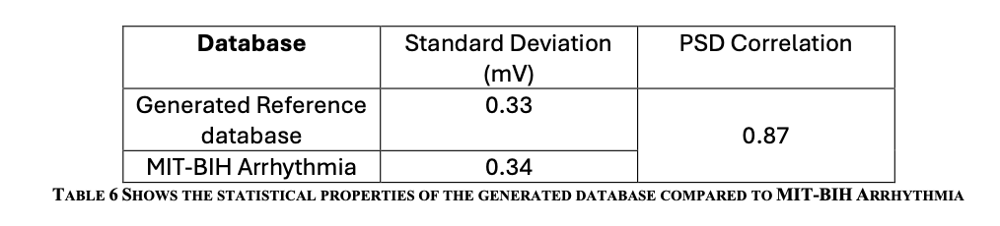 Database Standard Deviation PSD Correlation
(mV)
Generated Reference 0.33
database 0.87
MIT-BIH Arrhythmia 0.34
TABLE 6 SHOWS THE STATISTICAL PROPERTIES OF THE GENERATED DATABASE COMPARED TO MIT-BIH ARRHYTHMIA